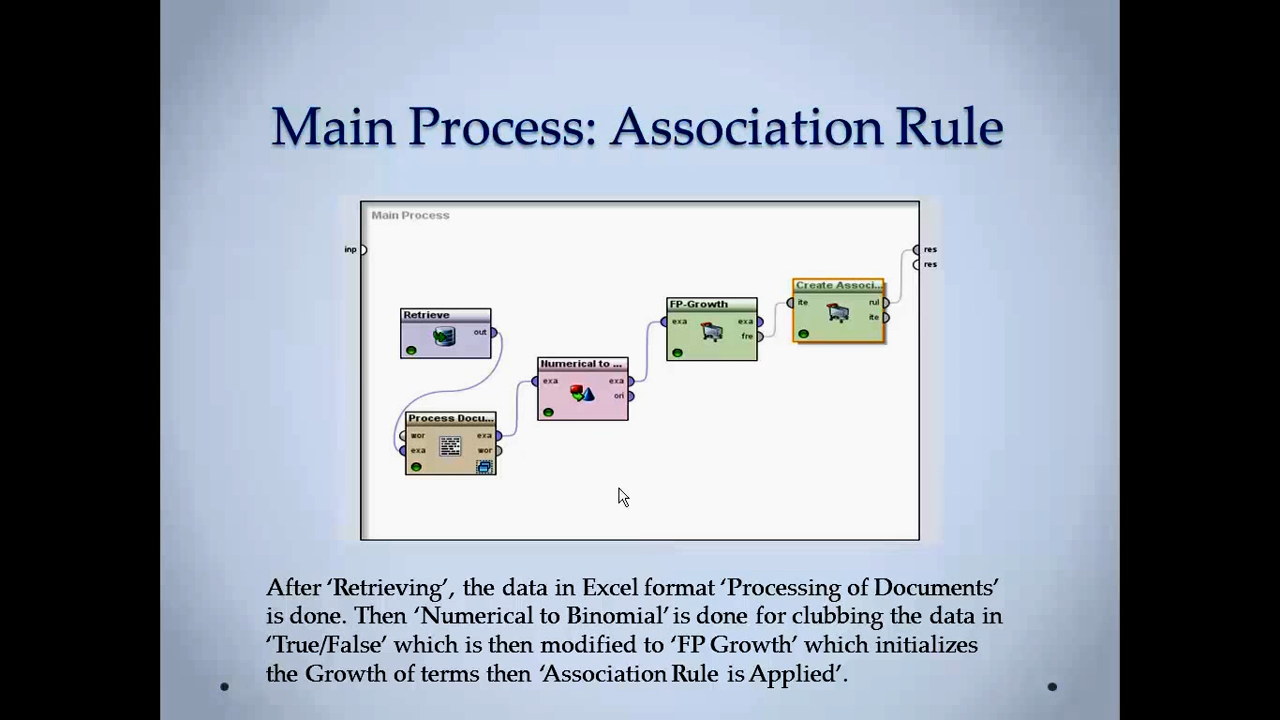 Main Process: Association Rule
Main Process
inp
res
res
Create Associ...
ite
rul
ite
FP-Growth
exa
exa
fre
Retrieve
out
Numerical to ...
exa
exa
ori
Process Docu...
wor
exa
exa
wor
After ‘Retrieving’, the data in Excel format ‘Processing of Documents’
is done. Then ‘Numerical to Binomial’ is done for clubbing the data in
‘True/False’ which is then modified to ‘FP Growth’ which initializes
the Growth of terms then ‘Association Rule is Applied’.